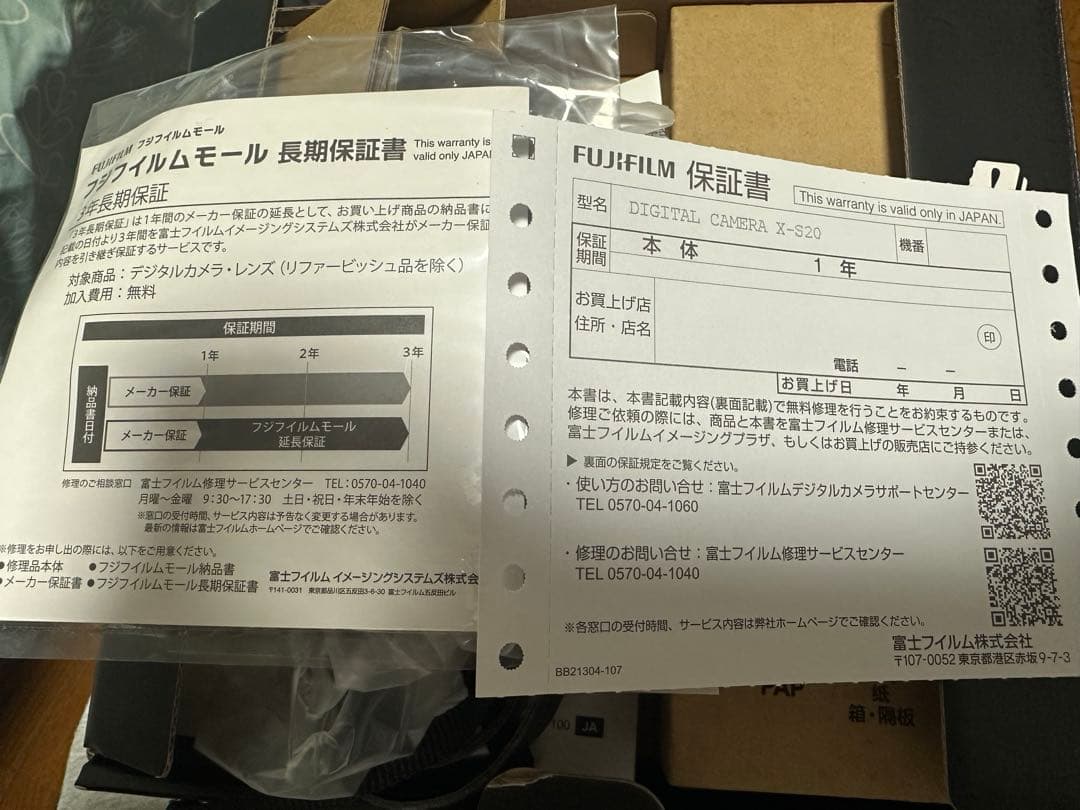 FUJIFILM フジフイルムモール
フジフイルムモール 長期保証書 This warranty is
valid only JAPAN
3年長期保証
「3年長期保証」は1年間のメーカー保証の延長として、お買い上げ商品の納品書に
記載の日付より3年間を富士フイルムイメージングシステムズ株式会社がメーカー保証
内容を引き継ぎ保証するサービスです。
対象商品：デジタルカメラ・レンズ（リファービッシュ品を除く）
加入費用：無料
保証期間
1年 2年 3年
納品書日付
メーカー保証
メーカー保証 フジフイルムモール
延長保証
修理のご相談窓口 富士フイルム修理サービスセンター TEL：0570-04-1040
月曜～金曜 9：30～17：30 土日・祝日・年末年始を除く
※窓口の受付時間、サービス内容は予告なく変更する場合があります。
最新の情報は富士フイルムホームページでご確認ください。
※修理をお申し出の際には、以下をご用意ください。
●修理品本体 ●フジフイルムモール納品書
●メーカー保証書 ●フジフイルムモール長期保証書
富士フイルム イメージングシステムズ株式会
〒141-0031 東京都品川区西五反田3-6-30 富士フイルム五反田ビル
FUJIFILM 保証書 This warranty is valid only in JAPAN.
型名 DIGITAL CAMERA X-S20 機番
保証
期間 本体 1年
お買上げ店
住所・店名
印
電話 － －
お買上げ日 年 月 日
本書は、本書記載内容(裏面記載)で無料修理を行うことをお約束するものです。
修理ご依頼の際には、商品と本書を富士フイルム修理サービスセンターまたは、
富士フイルムイメージングプラザ、もしくはお買上げの販売店にご持参ください。
▶ 裏面の保証規定をご覧ください。
・使い方のお問い合せ：富士フイルムデジタルカメラサポートセンター
TEL 0570-04-1060
・修理のお問い合せ：富士フイルム修理サービスセンター
TEL 0570-04-1040
※各窓口の受付時間、サービス内容は弊社ホームページでご確認ください。
富士フイルム株式会社
〒107-0052 東京都港区赤坂 9-7-3
BB21304-107
PAP 紙
箱・隔板
100 JA